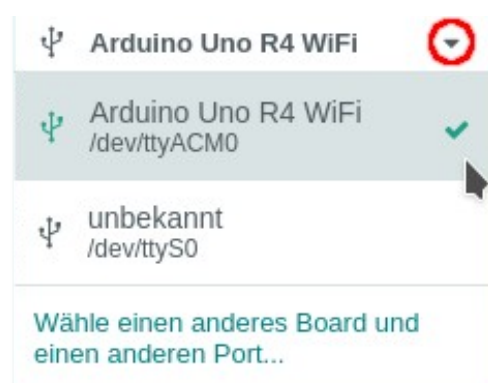 Arduino Uno R4 WiFi
Arduino Uno R4 WiFi
/dev/ttyACM0
unbekannt
/dev/ttyS0
Wähle einen anderes Board und
einen anderen Port...